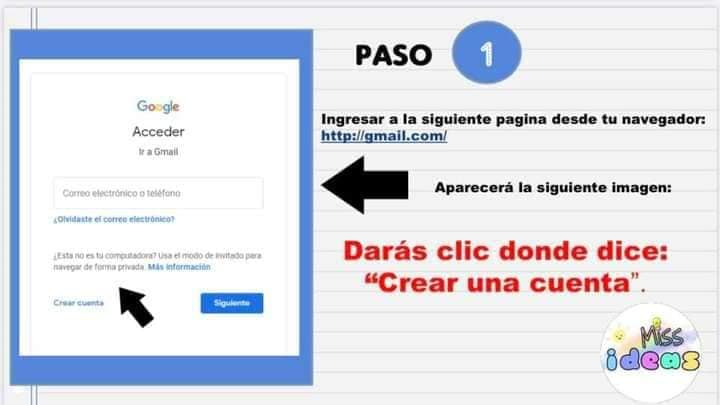 PASO 1
Ingresar a la siguiente pagina desde tu navegador:
http://gmail.com/
Aparecerá la siguiente imagen:
Darás clic donde dice:
“Crear una cuenta”.
Google
Acceder
Ir a Gmail
Correo electrónico o teléfono
¿Olvidaste el correo electrónico?
¿Esta no es tu computadora? Usa el modo de invitado para
navegar de forma privada. Más información
Crear cuenta
Siguiente
Miss
ideas